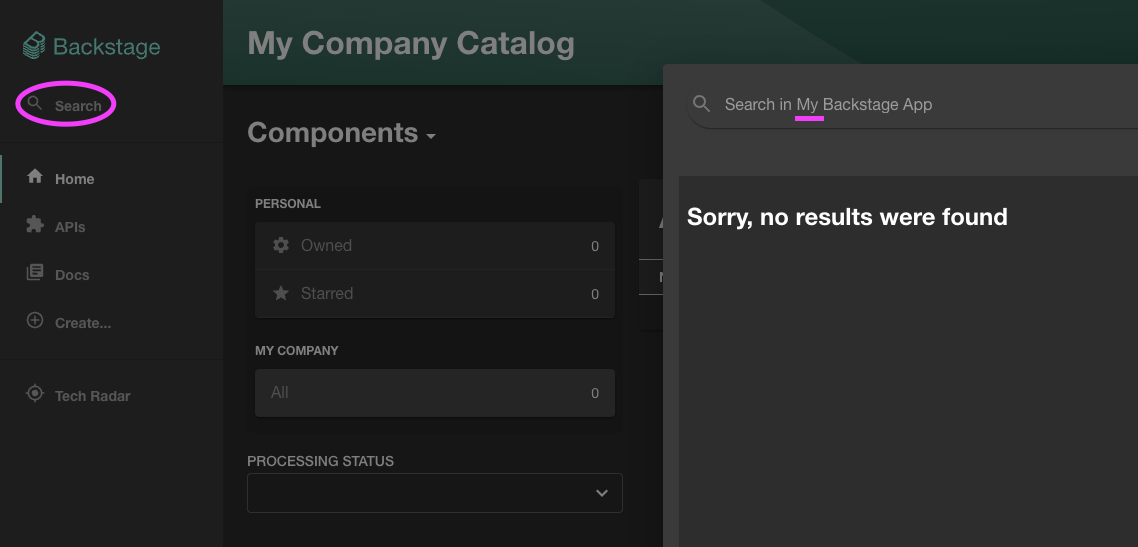 Backstage
Search
Home
APIs
Docs
Create...
Tech Radar
My Company Catalog
Components
PERSONAL
Owned 0
Starred 0
MY COMPANY
All 0
PROCESSING STATUS
Search in My Backstage App
Sorry, no results were found